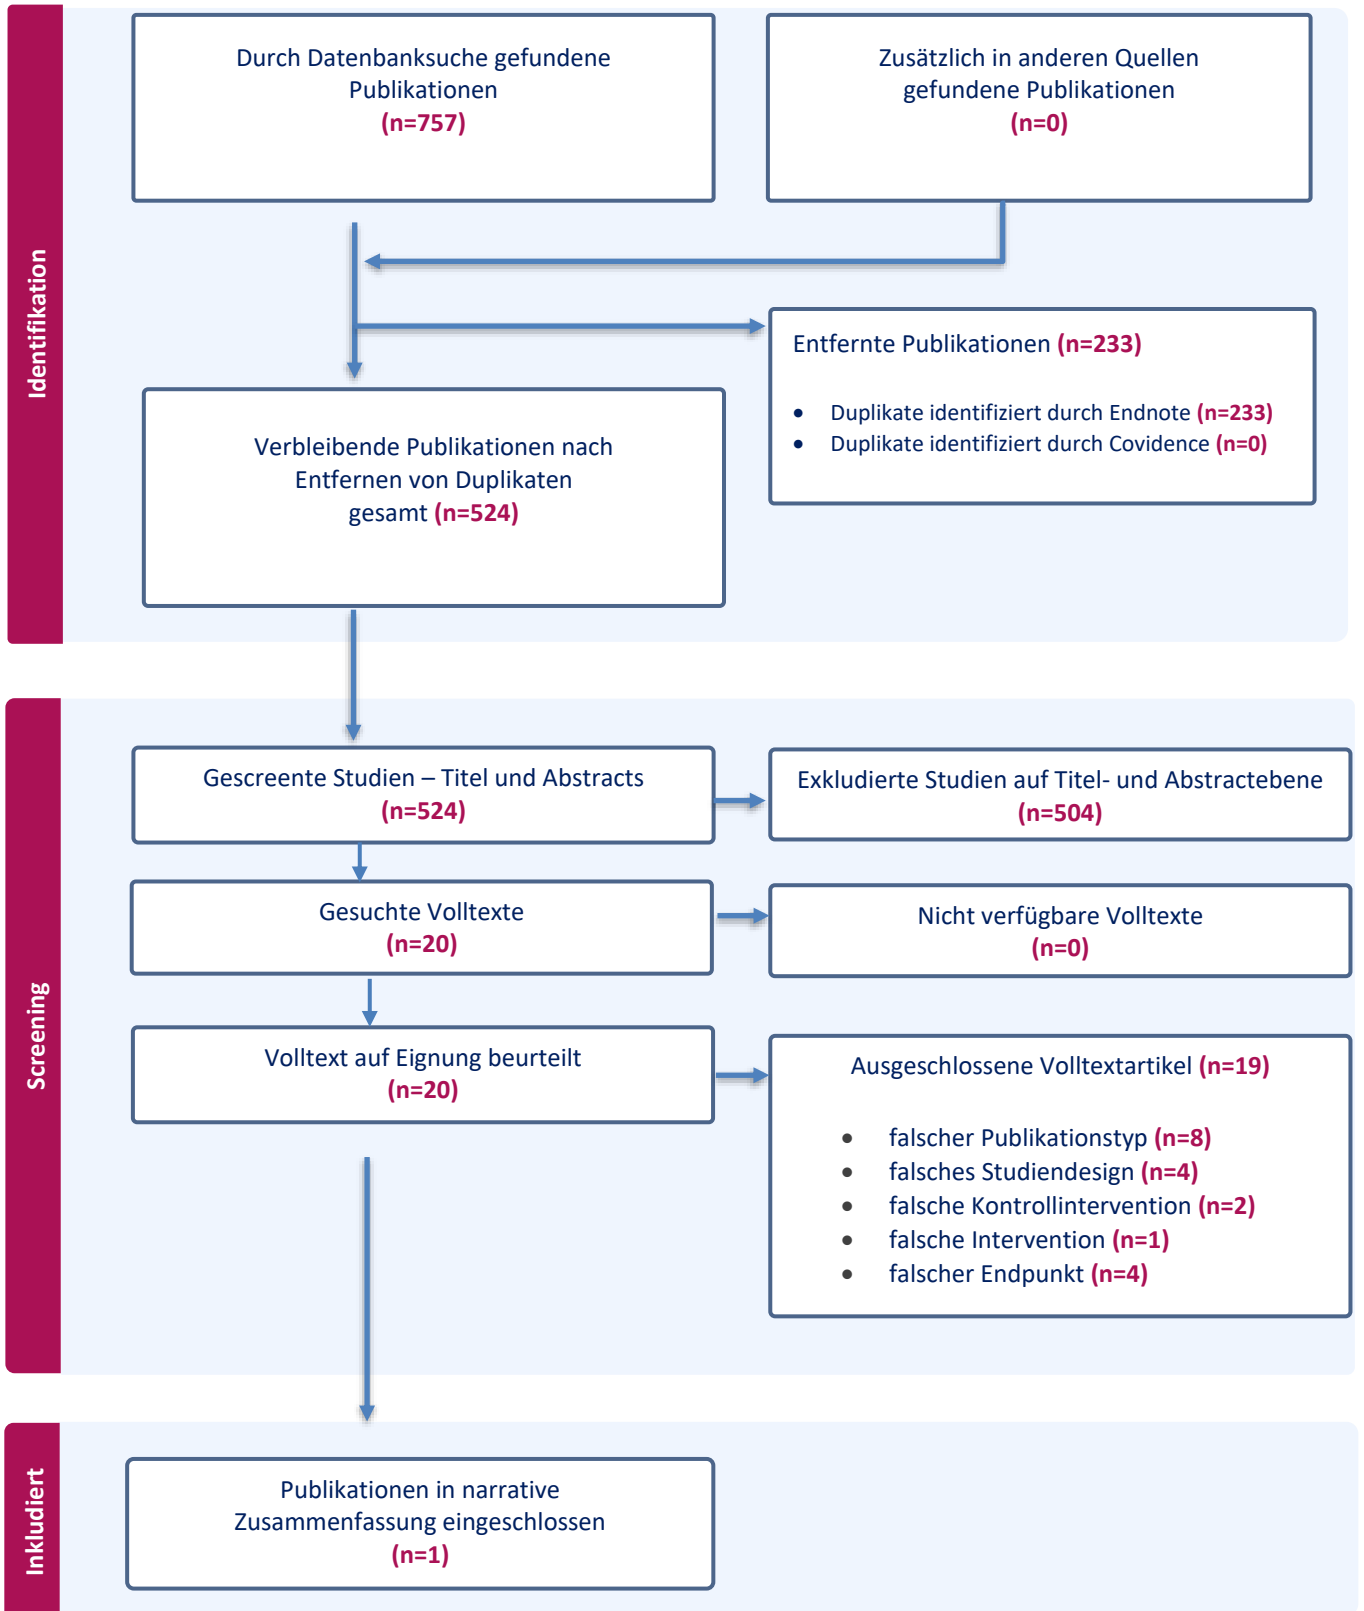 Identifikation
Durch Datenbanksuche gefundene
Publikationen
(n=757)
Zusätzlich in anderen Quellen
gefundene Publikationen
(n=0)
Entfernte Publikationen (n=233)
• Duplikate identifiziert durch Endnote (n=233)
• Duplikate identifiziert durch Covidence (n=0)
Verbleibende Publikationen nach
Entfernen von Duplikaten
gesamt (n=524)
Screening
Gescreente Studien – Titel und Abstracts
(n=524)
Exkludierte Studien auf Titel- und Abstractebene
(n=504)
Gesuchte Volltexte
(n=20)
Nicht verfügbare Volltexte
(n=0)
Volltext auf Eignung beurteilt
(n=20)
Ausgeschlossene Volltextartikel (n=19)
• falscher Publikationstyp (n=8)
• falsches Studiendesign (n=4)
• falsche Kontrollintervention (n=2)
• falsche Intervention (n=1)
• falscher Endpunkt (n=4)
Inkludiert
Publikationen in narrative
Zusammenfassung eingeschlossen
(n=1)